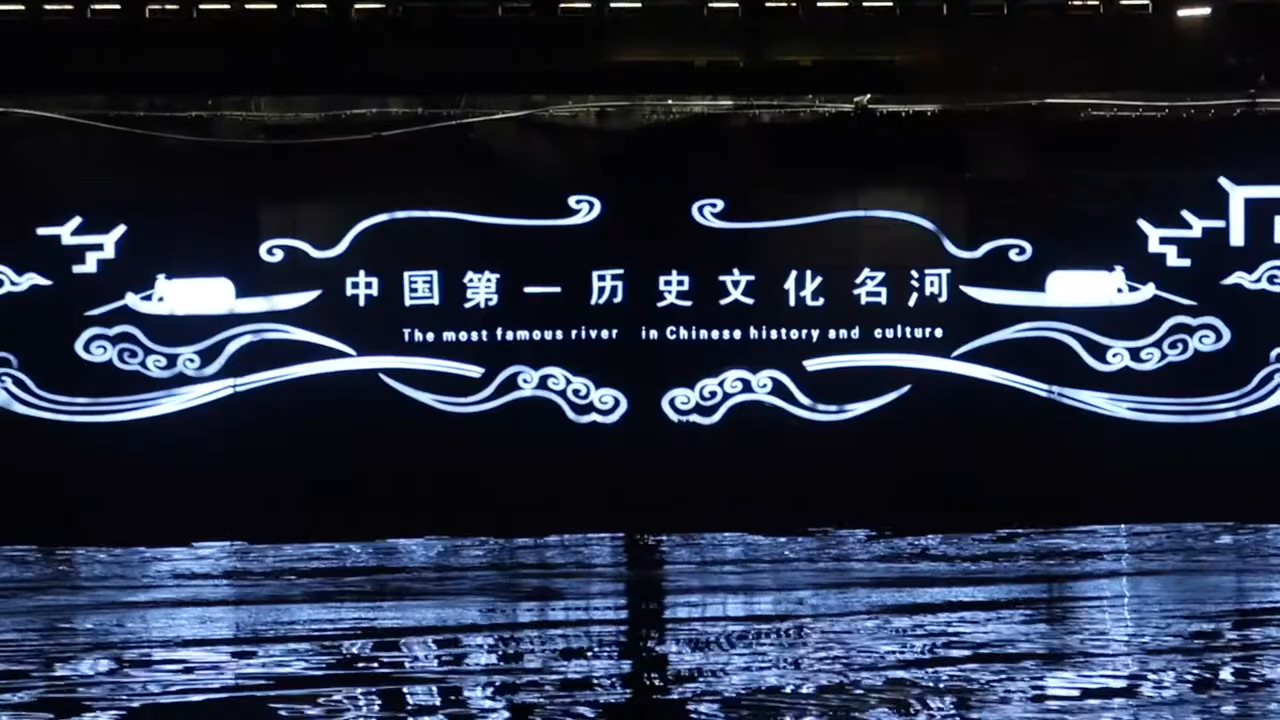 中国第一历史文化名河
The most famous river in Chinese history and culture